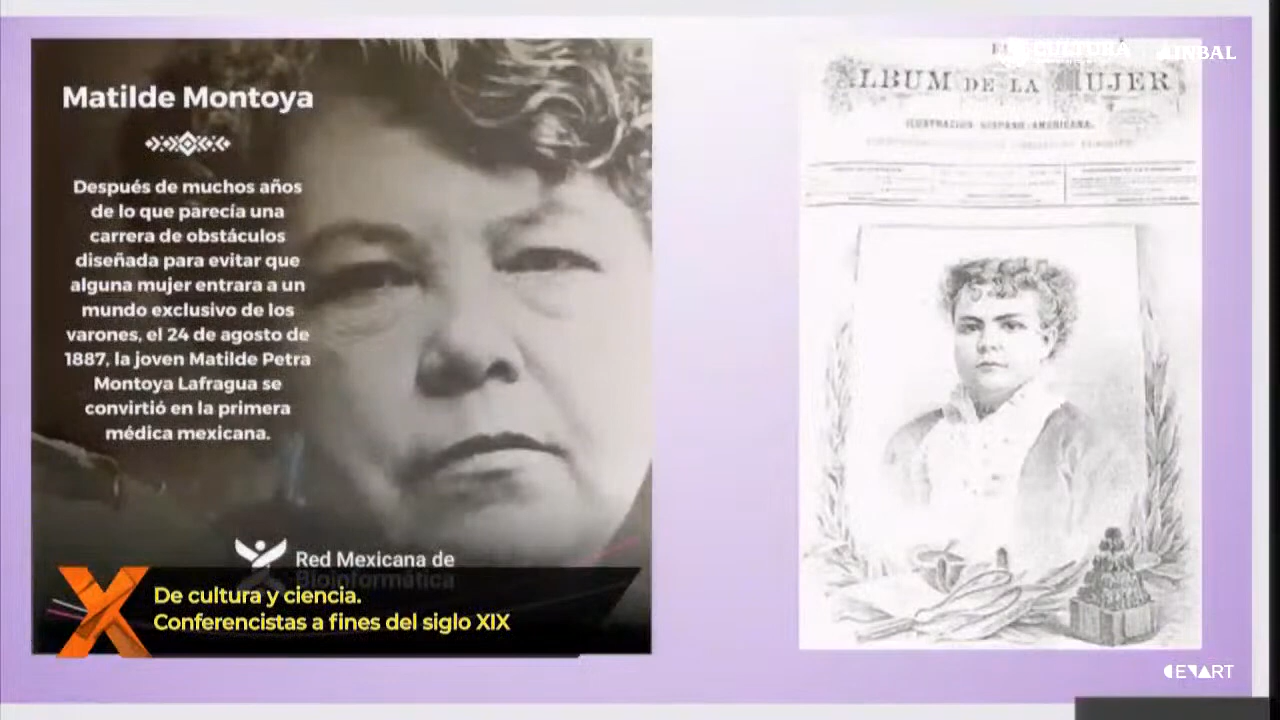 Matilde Montoya
Después de muchos años
de lo que parecía una
carrera de obstáculos
diseñada para evitar que
alguna mujer entrara a un
mundo exclusivo de los
varones, el 24 de agosto de
1887, la joven Matilde Petra
Montoya Lafragua se
convirtió en la primera
médica mexicana.
Red Mexicana de
Bioinformática
De cultura y ciencia.
Conferencistas a fines del siglo XIX
CULTURA
INBAL
ALBUM DE LA MUJER
ILUSTRACION HISPANO-AMERICANA.
CENART